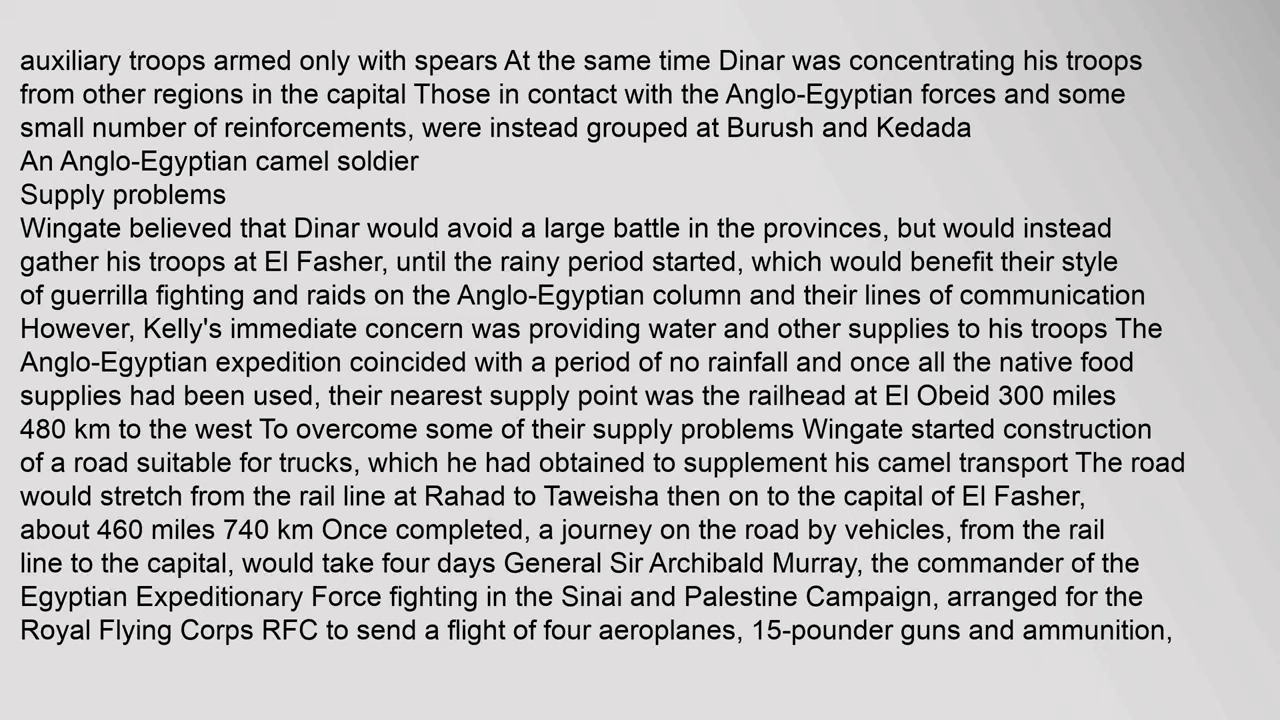 auxiliary troops armed only with spears At the same time Dinar was concentrating his troops
from other regions in the capital Those in contact with the Anglo-Egyptian forces and some
small number of reinforcements, were instead grouped at Burush and Kedada
An Anglo-Egyptian camel soldier
Supply problems
Wingate believed that Dinar would avoid a large battle in the provinces, but would instead
gather his troops at El Fasher, until the rainy period started, which would benefit their style
of guerrilla fighting and raids on the Anglo-Egyptian column and their lines of communication
However, Kelly's immediate concern was providing water and other supplies to his troops The
Anglo-Egyptian expedition coincided with a period of no rainfall and once all the native food
supplies had been used, their nearest supply point was the railhead at El Obeid 300 miles
480 km to the west To overcome some of their supply problems Wingate started construction
of a road suitable for trucks, which he had obtained to supplement his camel transport The road
would stretch from the rail line at Rahad to Taweisha then on to the capital of El Fasher,
about 460 miles 740 km Once completed, a journey on the road by vehicles, from the rail
line to the capital, would take four days General Sir Archibald Murray, the commander of the
Egyptian Expeditionary Force fighting in the Sinai and Palestine Campaign, arranged for the
Royal Flying Corps RFC to send a flight of four aeroplanes, 15-pounder guns and ammunition,